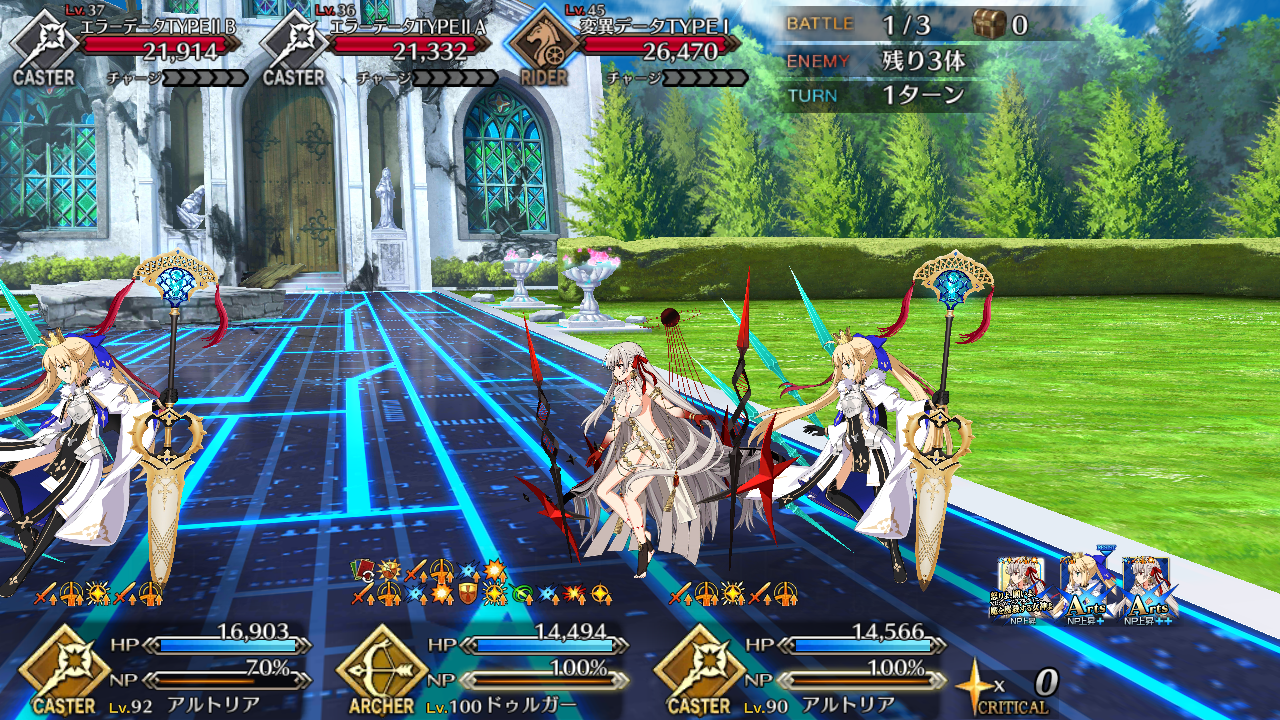 Lv.37
エラーデータTYPEⅡB
21,914
CASTER
チャージ
Lv.36
エラーデータTYPEⅡA
21,332
CASTER
チャージ
Lv.45
変異データTYPEⅠ
26,470
RIDER
チャージ
BATTLE 1/3 0
ENEMY 残り3体
TURN 1ターン
NP上昇
Arts
NP上昇+
Arts
NP上昇++
HP 16,903
NP 70%
CASTER Lv.92 アルトリア
HP 14,494
NP 100%
ARCHER Lv.100 ドゥルガー
HP 14,566
NP 100%
CASTER Lv.90 アルトリア
x 0
CRITICAL